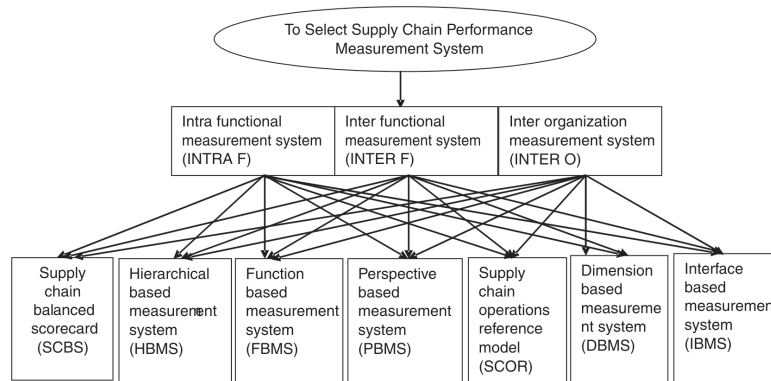 To Select Supply Chain Performance
Measurement System
Intra functional
measurement system
(INTRA F)
Inter functional
measurement system
(INTER F)
Inter organization
measurement system
(INTER O)
Supply
chain
balanced
scorecard
(SCBS)
Hierarchical
based
measurement
system
(HBMS)
Function
based
measurement
system
(FBMS)
Perspective
based
measurement
system
(PBMS)
Supply
chain
operations
reference
model
(SCOR)
Dimension
based
measureme
nt system
(DBMS)
Interface
based
measuremen
system
(IBMS)